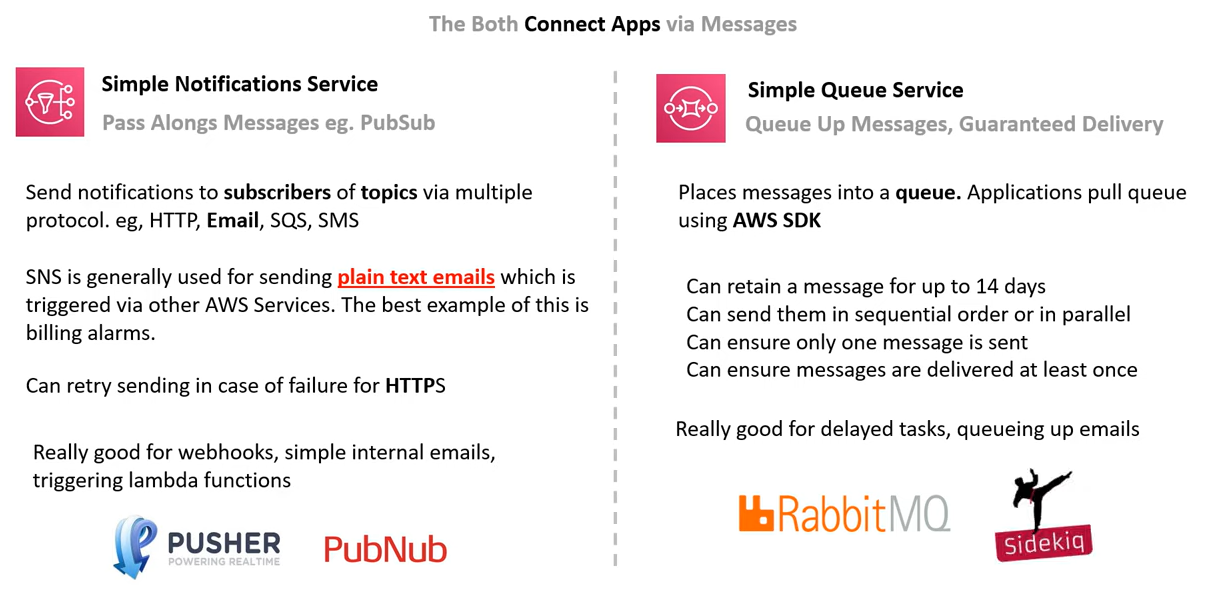 The Both Connect Apps via Messages
Simple Notifications Service
Pass Alongs Messages eg. PubSub
Send notifications to subscribers of topics via multiple
protocol. eg, HTTP, Email, SQS, SMS
SNS is generally used for sending plain text emails which is
triggered via other AWS Services. The best example of this is
billing alarms.
Can retry sending in case of failure for HTTPS
Really good for webhooks, simple internal emails,
triggering lambda functions
PUSHER
POWERING REALTIME
PubNub
Simple Queue Service
Queue Up Messages, Guaranteed Delivery
Places messages into a queue. Applications pull queue
using AWS SDK
Can retain a message for up to 14 days
Can send them in sequential order or in parallel
Can ensure only one message is sent
Can ensure messages are delivered at least once
Really good for delayed tasks, queueing up emails
RabbitMQ
Sidekiq